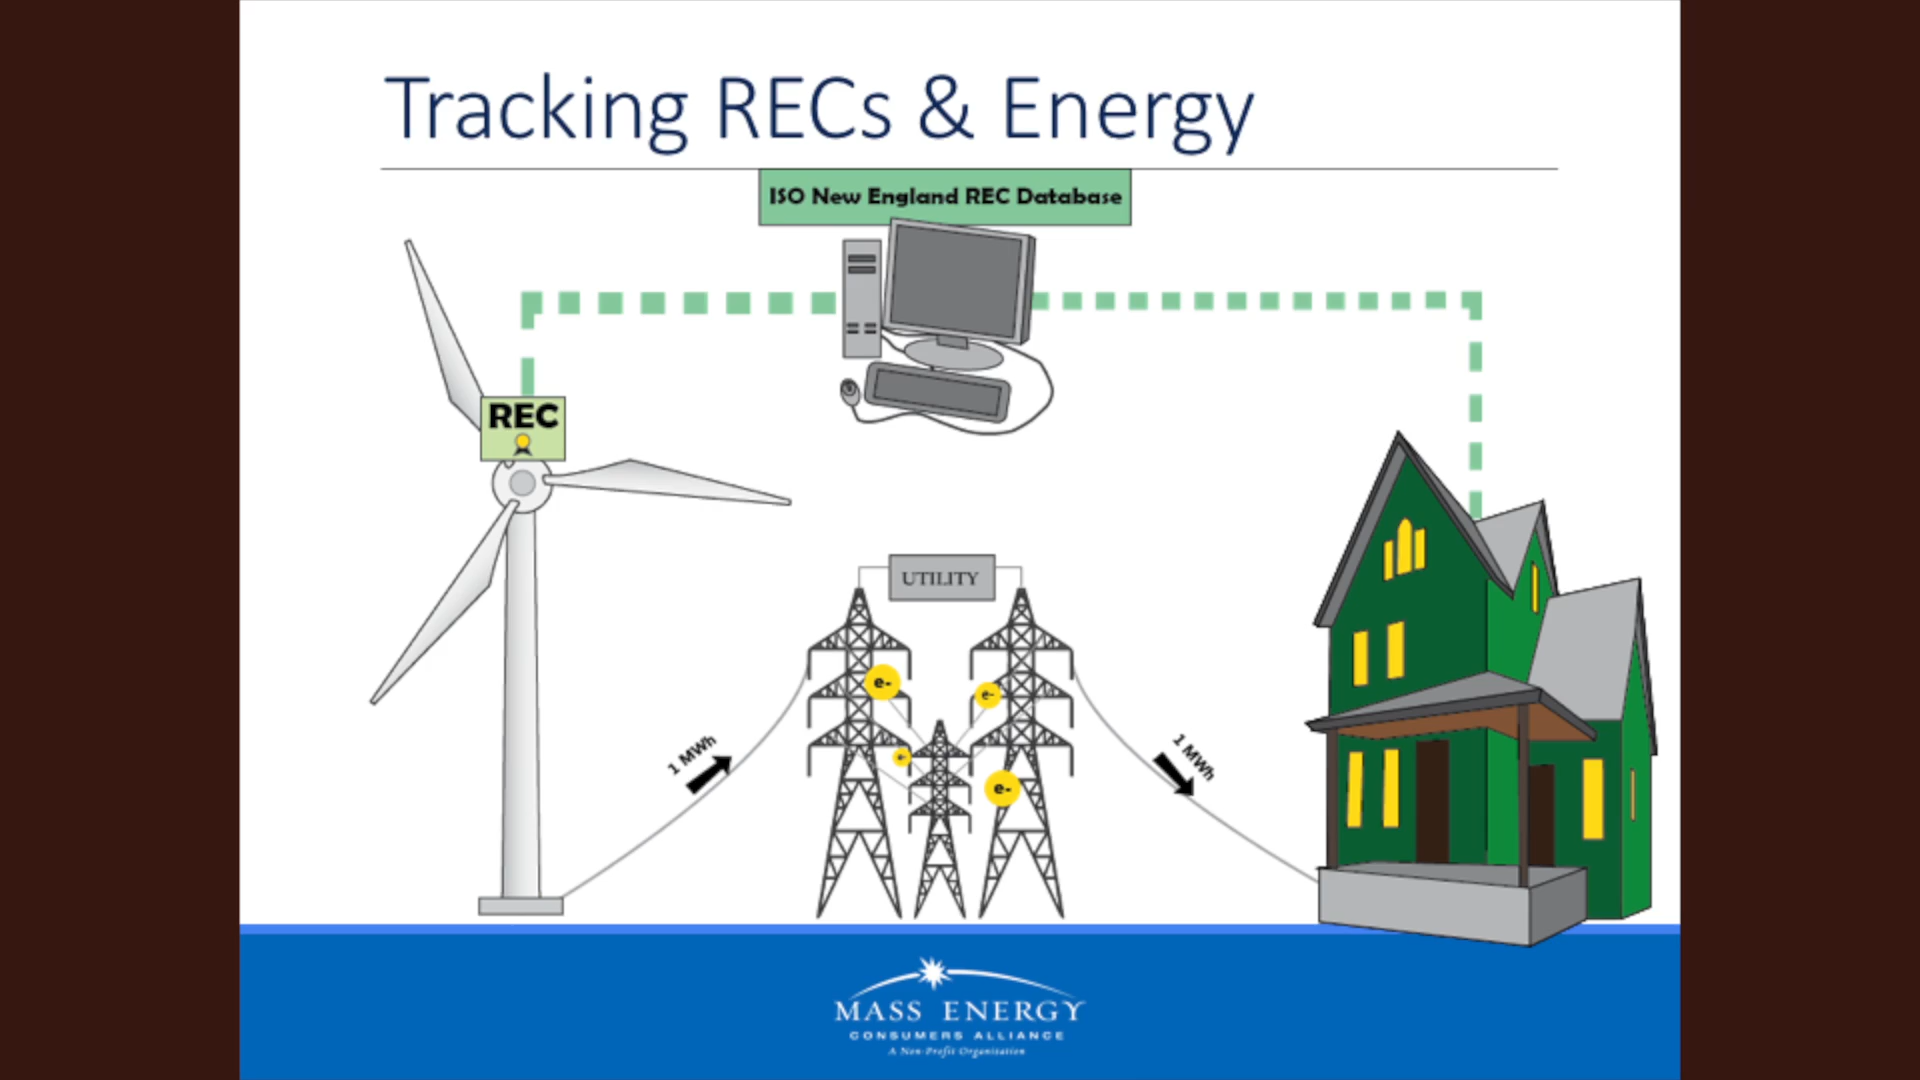 Tracking RECs & Energy
ISO New England REC Database
REC
UTILITY
e-
e-
e-
e-
1 MWh
1 MWh
MASS ENERGY
CONSUMERS ALLIANCE
A Non-Profit Organization